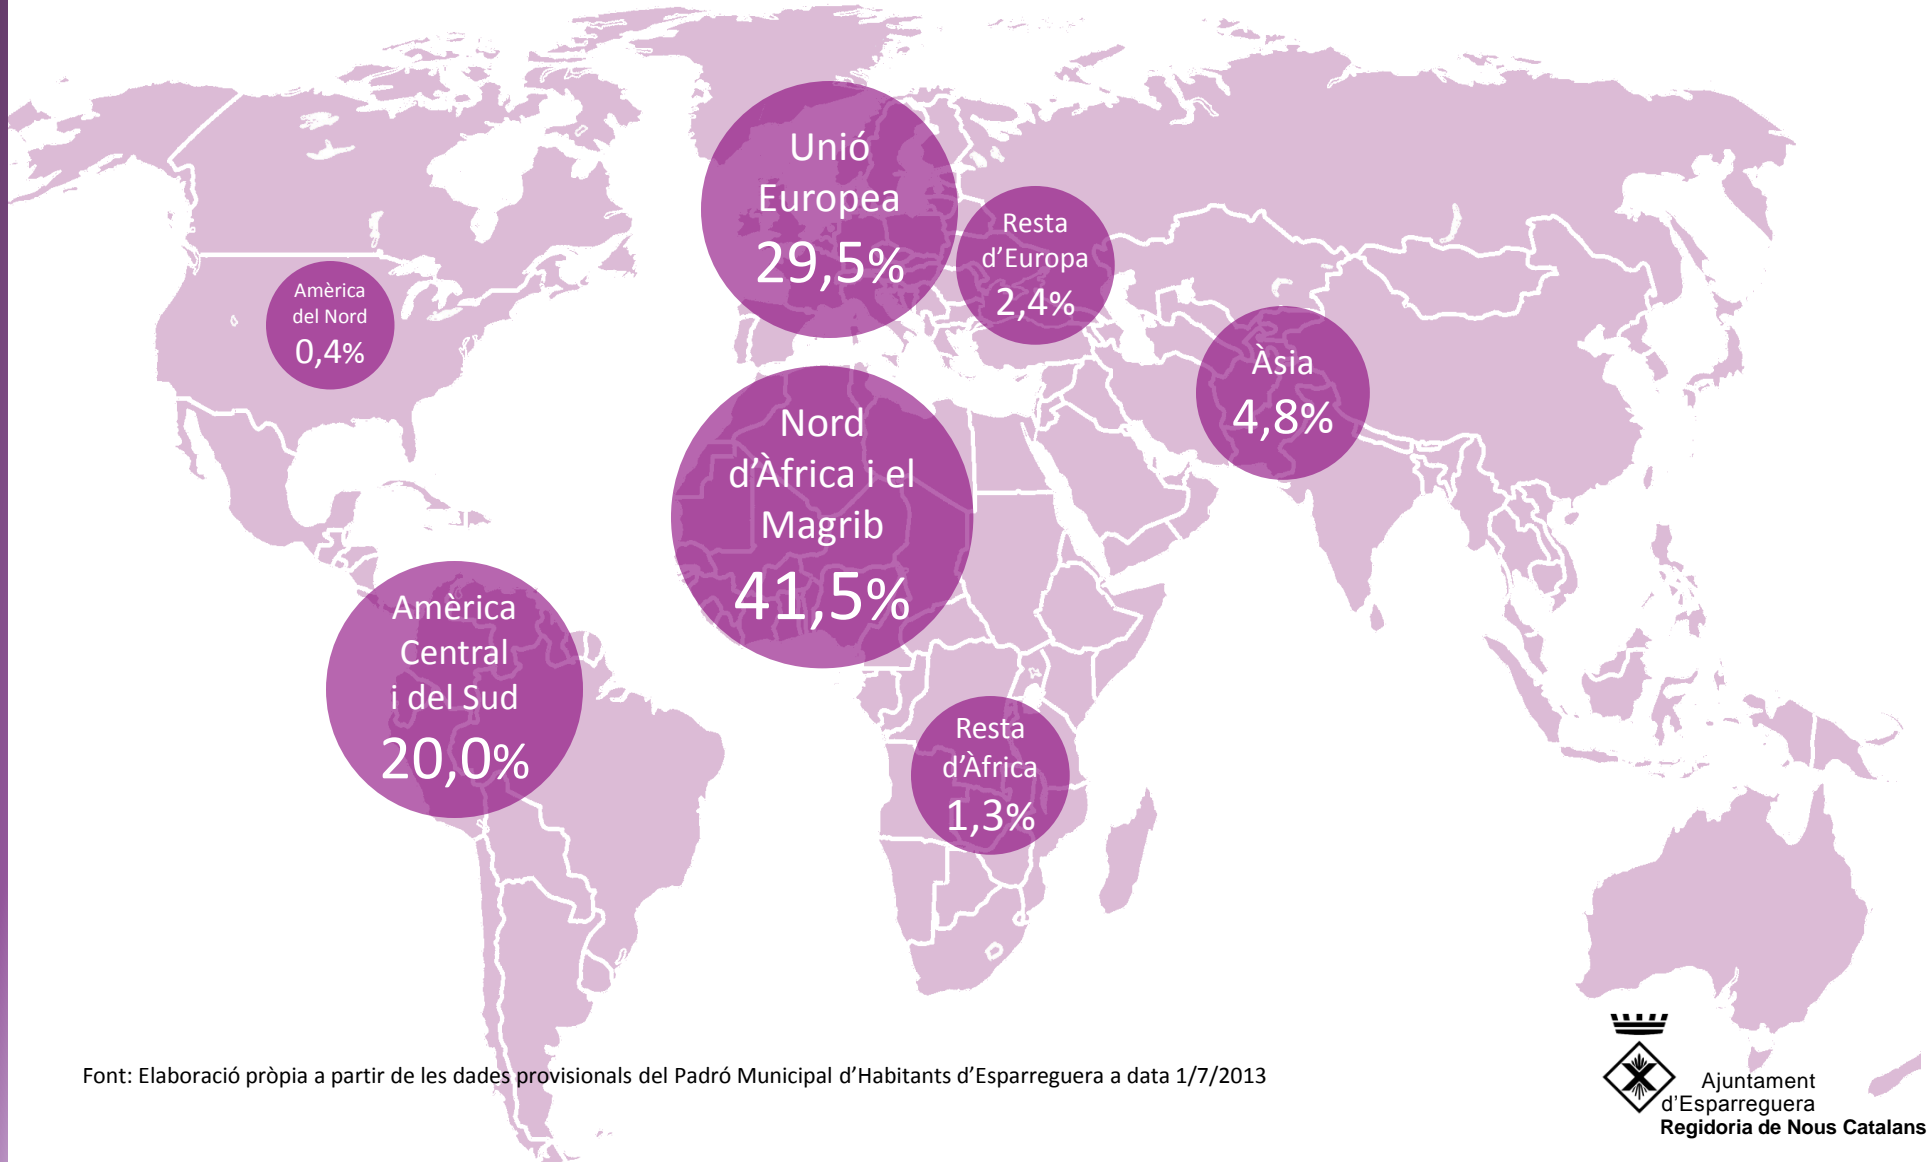 Unió
Europea
29,5%
Resta
d'Europa
2,4%
Amèrica
del Nord
0,4%
Àsia
4,8%
Nord
d'Àfrica i el
Magrib
41,5%
Amèrica
Central
i del Sud
20,0%
Resta
d'Àfrica
1,3%
Font: Elaboració pròpia a partir de les dades provisionals del Padró Municipal d'Habitants d'Esparreguera a data 1/7/2013
Ajuntament
d'Esparreguera
Regidoria de Nous Catalans